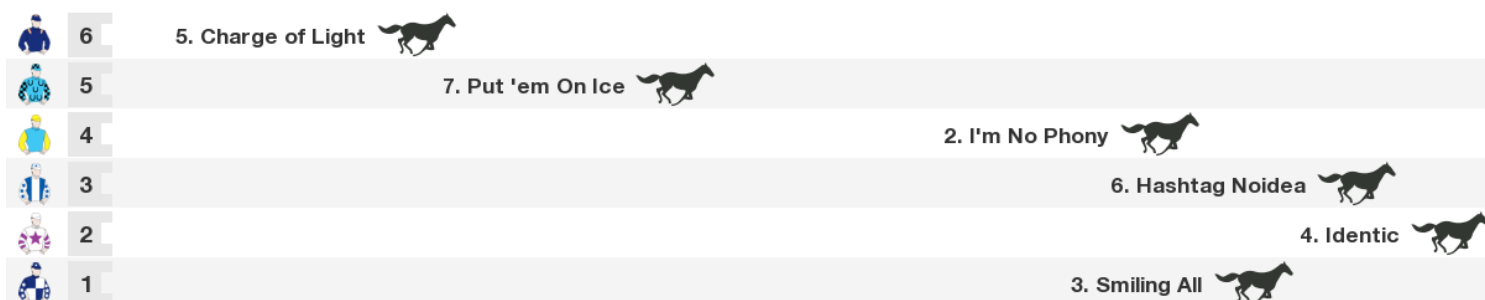 6 5. Charge of Light
5 7. Put 'em On Ice
4 2. I'm No Phony
3 6. Hashtag Noidea
2 4. Identic
1 3. Smiling All